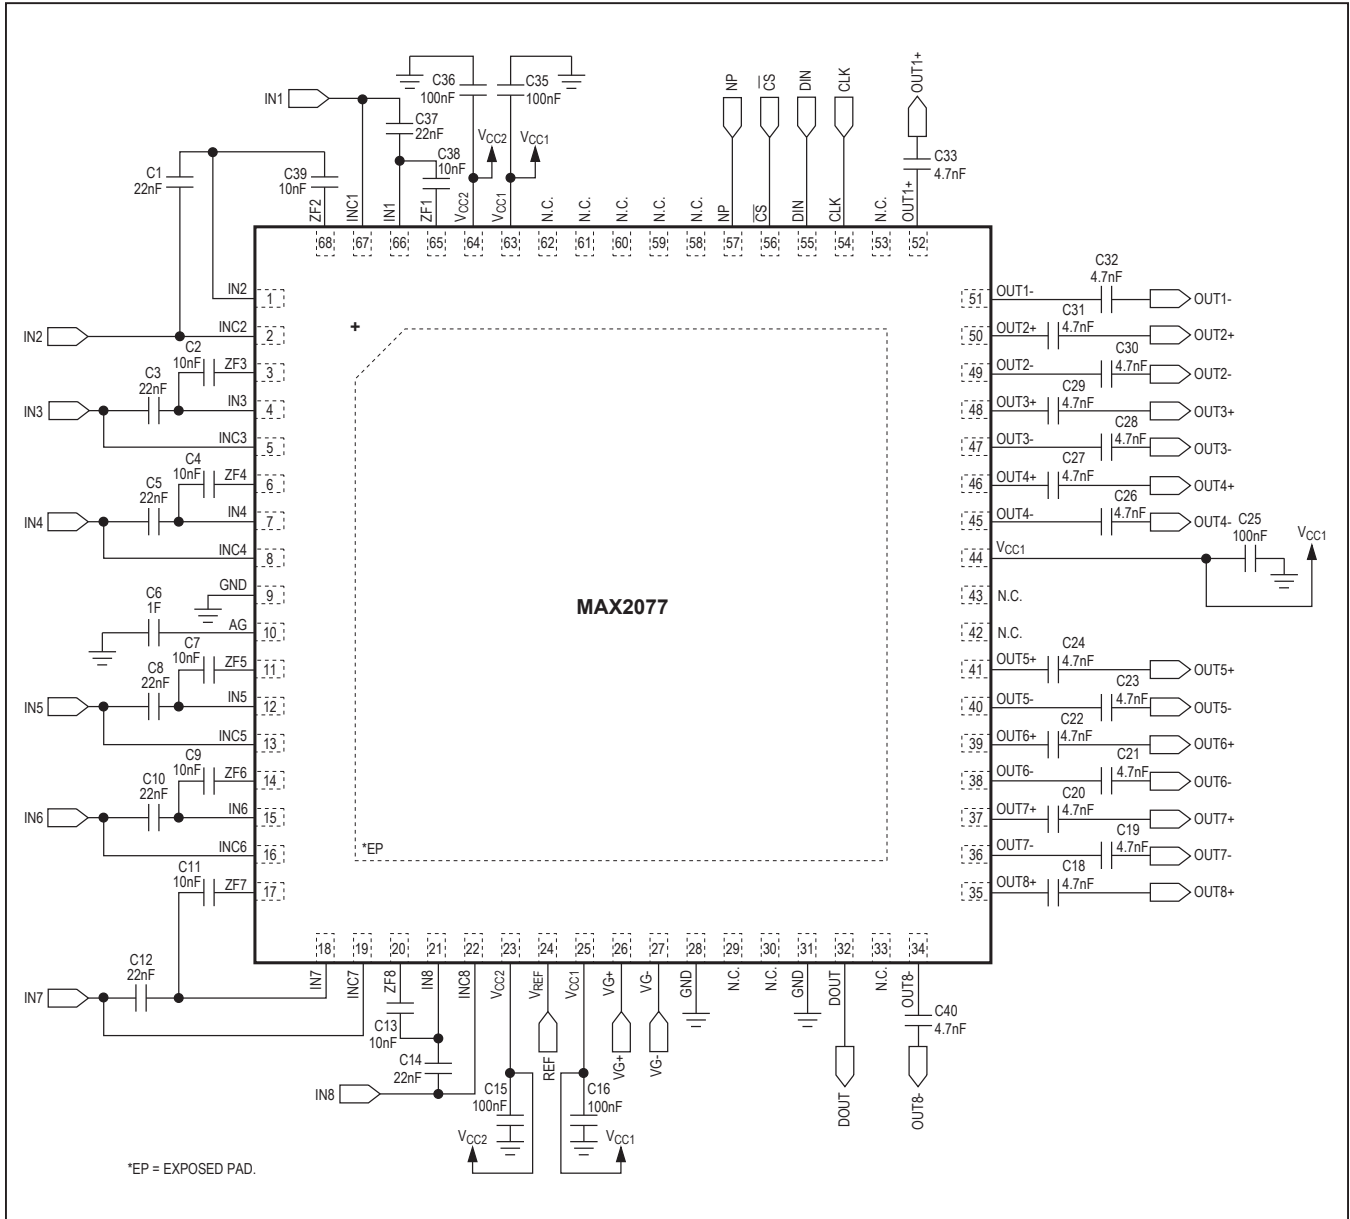 C36
100nF
C35
100nF
IN1
C37
22nF
VCC2
VCC1
C38
10nF
NP
CS
DIN
CLK
OUT1+
C33
4.7nF
C1
22nF
C39
10nF
ZF2
INC1
IN1
ZF1
VCC2
VCC1
N.C.
N.C.
N.C.
N.C.
N.C.
NP
CS
DIN
CLK
N.C.
OUT1+
68 67 66 65 64 63 62 61 60 59 58 57 56 55 54 53 52
IN2 1
IN2 INC2 2
C2
10nF ZF3 3
C3
22nF
IN3 IN3 4
INC3 5
C4
10nF ZF4 6
C5
22nF
IN4 IN4 7
INC4 8
GND 9
C6
1F
AG 10
C7
10nF ZF5 11
C8
22nF
IN5 IN5 12
INC5 13
C9
10nF ZF6 14
C10
22nF
IN6 IN6 15
INC6 16
C11
10nF ZF7 17
+
MAX2077
*EP
C32
4.7nF
51 OUT1- OUT1-
C31
4.7nF
50 OUT2+ OUT2+
C30
4.7nF
49 OUT2- OUT2-
C29
4.7nF
48 OUT3+ OUT3+
C28
4.7nF
47 OUT3- OUT3-
C27
4.7nF
46 OUT4+ OUT4+
C26
4.7nF
45 OUT4- OUT4-
C25
100nF
VCC1
44 VCC1
43 N.C.
42 N.C.
C24
4.7nF
41 OUT5+ OUT5+
C23
4.7nF
40 OUT5- OUT5-
C22
4.7nF
39 OUT6+ OUT6+
C21
4.7nF
38 OUT6- OUT6-
C20
4.7nF
37 OUT7+ OUT7+
C19
4.7nF
36 OUT7- OUT7-
C18
4.7nF
35 OUT8+ OUT8+
18 19 20 21 22 23 24 25 26 27 28 29 30 31 32 33 34
IN7
INC7
ZF8
IN8
INC8
VCC2
VREF
VCC1
VG+
VG-
GND
N.C.
N.C.
GND
DOUT
N.C.
OUT8-
C12
22nF
IN7
C13
10nF
C14
22nF
IN8
C15
100nF
VCC2
REF
C16
100nF
VCC1
VG+
VG-
DOUT
C40
4.7nF
OUT8-
*EP = EXPOSED PAD.